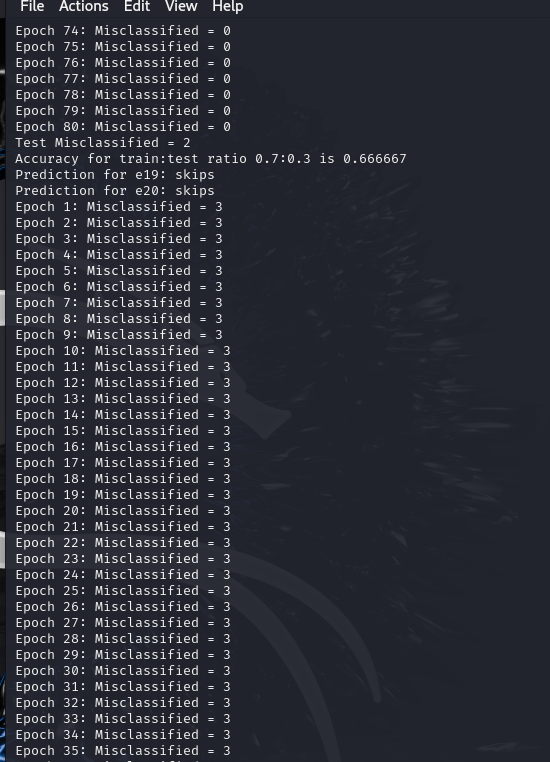 File Actions Edit View Help
Epoch 74: Misclassified = 0
Epoch 75: Misclassified = 0
Epoch 76: Misclassified = 0
Epoch 77: Misclassified = 0
Epoch 78: Misclassified = 0
Epoch 79: Misclassified = 0
Epoch 80: Misclassified = 0
Test Misclassified = 2
Accuracy for train:test ratio 0.7:0.3 is 0.666667
Prediction for e19: skips
Prediction for e20: skips
Epoch 1: Misclassified = 3
Epoch 2: Misclassified = 3
Epoch 3: Misclassified = 3
Epoch 4: Misclassified = 3
Epoch 5: Misclassified = 3
Epoch 6: Misclassified = 3
Epoch 7: Misclassified = 3
Epoch 8: Misclassified = 3
Epoch 9: Misclassified = 3
Epoch 10: Misclassified = 3
Epoch 11: Misclassified = 3
Epoch 12: Misclassified = 3
Epoch 13: Misclassified = 3
Epoch 14: Misclassified = 3
Epoch 15: Misclassified = 3
Epoch 16: Misclassified = 3
Epoch 17: Misclassified = 3
Epoch 18: Misclassified = 3
Epoch 19: Misclassified = 3
Epoch 20: Misclassified = 3
Epoch 21: Misclassified = 3
Epoch 22: Misclassified = 3
Epoch 23: Misclassified = 3
Epoch 24: Misclassified = 3
Epoch 25: Misclassified = 3
Epoch 26: Misclassified = 3
Epoch 27: Misclassified = 3
Epoch 28: Misclassified = 3
Epoch 29: Misclassified = 3
Epoch 30: Misclassified = 3
Epoch 31: Misclassified = 3
Epoch 32: Misclassified = 3
Epoch 33: Misclassified = 3
Epoch 34: Misclassified = 3
Epoch 35: Misclassified = 3